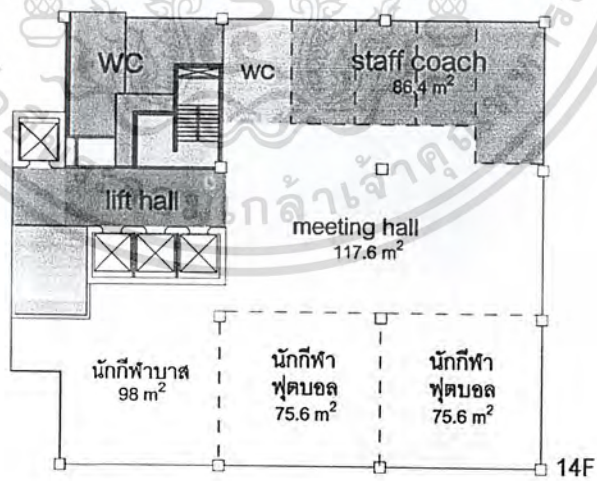 WC
WC
staff coach
86.4 m²
lift hall
meeting hall
117.6 m²
นักกีฬาบาส
98 m²
นักกีฬา
ฟุตบอล
75.6 m²
นักกีฬา
ฟุตบอล
75.6 m²
14F